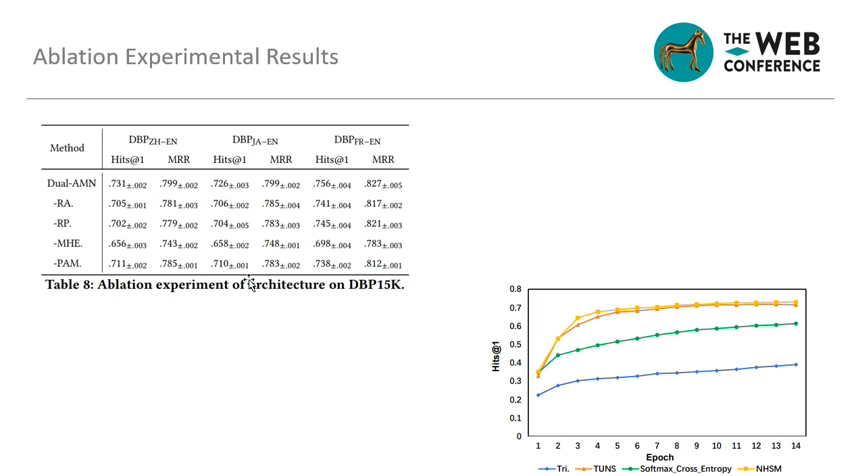 Ablation Experimental Results
THE WEB
CONFERENCE
Method DBPZH−EN DBPJA−EN DBPFR−EN
Hits@1 MRR Hits@1 MRR Hits@1 MRR
Dual-AMN .731±.002 .799±.002 .726±.003 .799±.002 .756±.004 .827±.005
-RA. .705±.001 .781±.003 .706±.002 .785±.004 .741±.004 .817±.002
-RP. .702±.002 .779±.002 .704±.005 .783±.003 .745±.004 .821±.003
-MHE. .656±.003 .743±.002 .658±.002 .748±.001 .698±.004 .783±.003
-PAM. .711±.002 .785±.001 .710±.001 .783±.002 .738±.002 .812±.001
Table 8: Ablation experiment of architecture on DBP15K.
0.8
0.7
0.6
0.5
0.4
0.3
0.2
0.1
0
Hits@1
1 2 3 4 5 6 7 8 9 10 11 12 13 14
Epoch
Tri. TUNS Softmax_Cross_Entropy NHSM